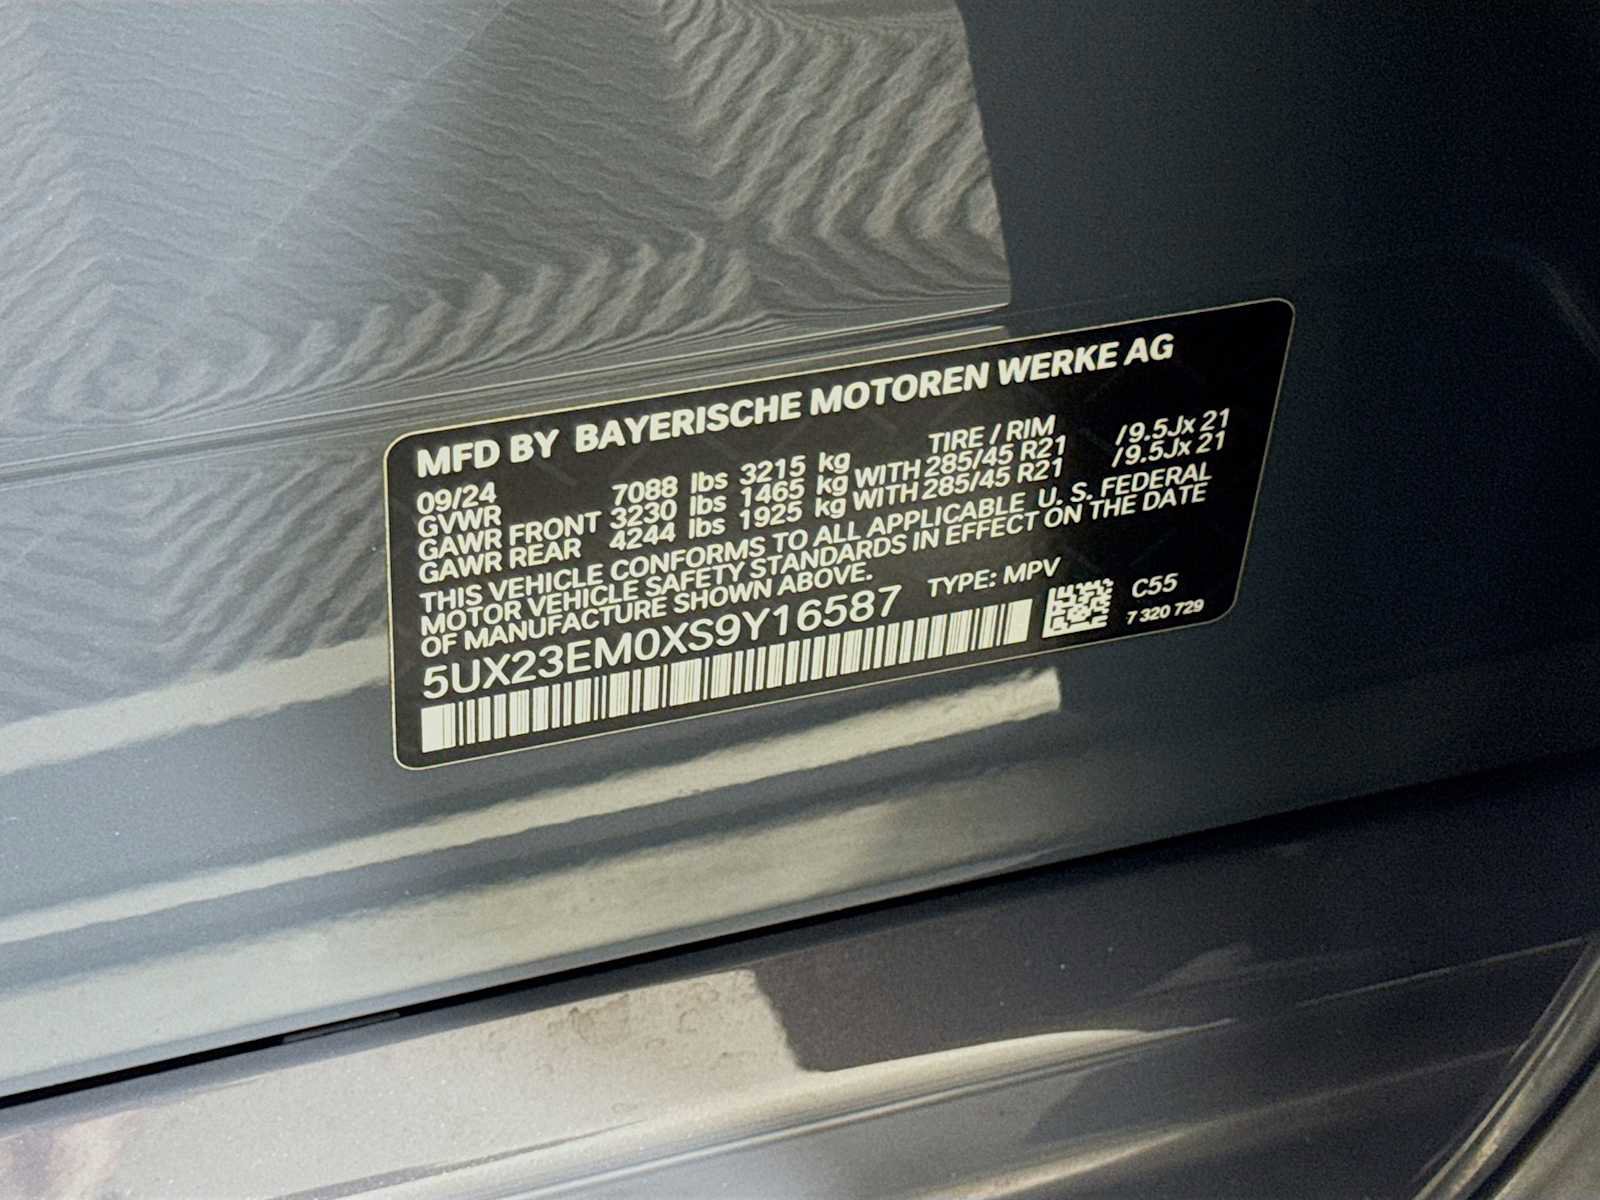 MFD BY BAYERISCHE MOTOREN WERKE AG
09/24 TIRE / RIM
GVWR 7088 lbs 3215 kg
GAWR FRONT 3230 lbs 1465 kg WITH 285/45 R21 /9.5Jx 21
GAWR REAR 4244 lbs 1925 kg WITH 285/45 R21 /9.5Jx 21
THIS VEHICLE CONFORMS TO ALL APPLICABLE U. S. FEDERAL
MOTOR VEHICLE SAFETY STANDARDS IN EFFECT ON THE DATE
OF MANUFACTURE SHOWN ABOVE.
5UX23EM0XS9Y16587 TYPE: MPV C55
7 320 729